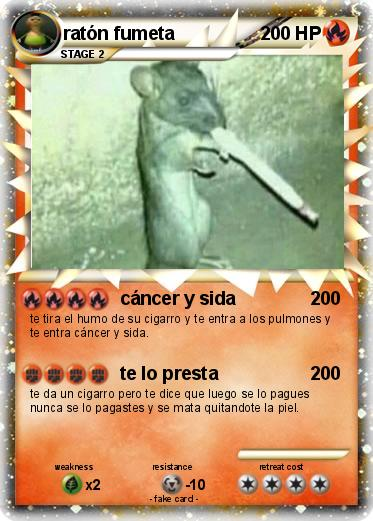 ratón fumeta 200 HP
STAGE 2
cáncer y sida 200
te tira el humo de su cigarro y te entra a los pulmones y
te entra cáncer y sida.
te lo presta 200
te da un cigarro pero te dice que luego se lo pagues
nunca se lo pagastes y se mata quitandote la piel.
weakness resistance retreat cost
x2 -10
- fake card -